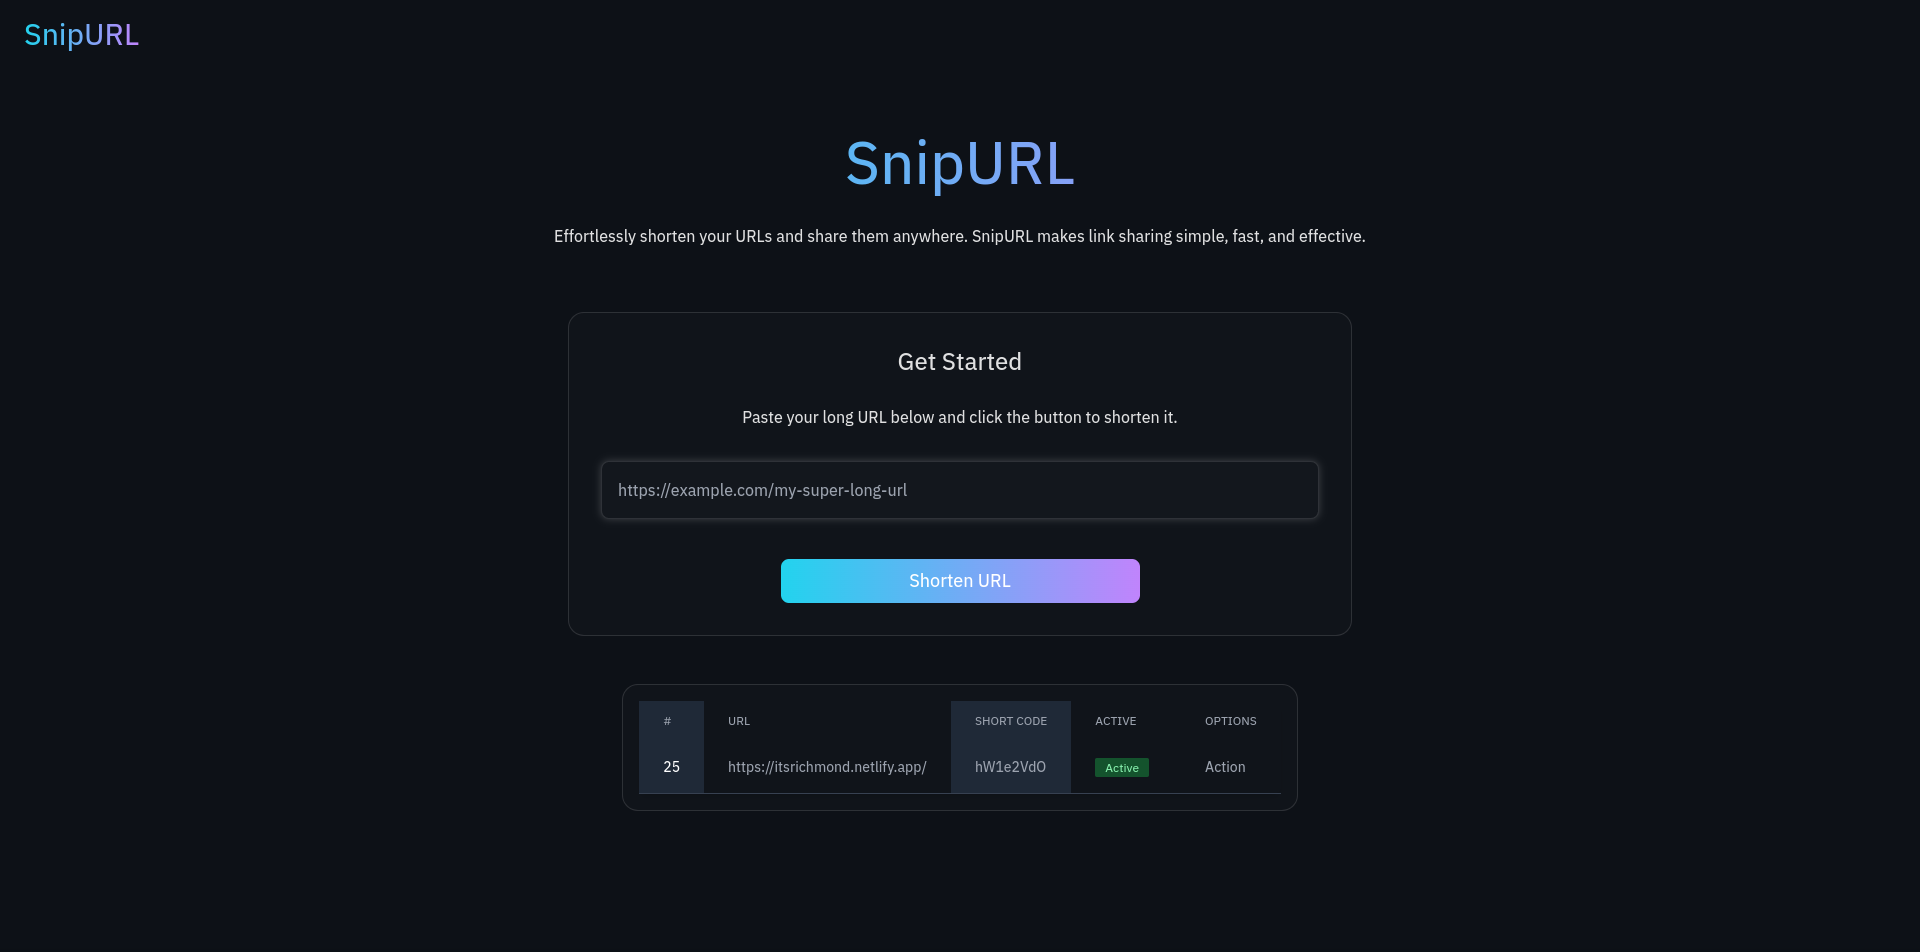 SnipURL
SnipURL
Effortlessly shorten your URLs and share them anywhere. SnipURL makes link sharing simple, fast, and effective.
Get Started
Paste your long URL below and click the button to shorten it.
https://example.com/my-super-long-url
Shorten URL
# URL SHORT CODE ACTIVE OPTIONS
25 https://itsrichmond.netlify.app/ hW1e2VdO Active Action